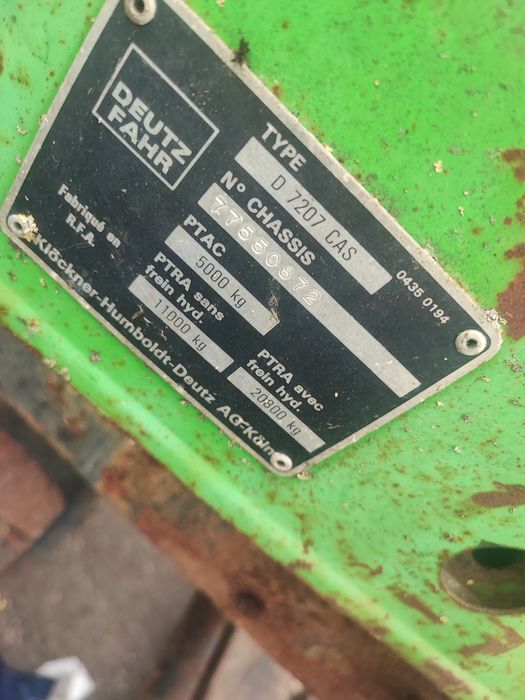 DEUTZ
FAHR
TYPE
D 7207 CAS
N° CHASSIS
77550872
PTAC
5000 kg
PTRA sans
frein hyd.
11000 kg
PTRA avec
frein hyd.
20800 kg
Fabriqué en
R.F.A.
0435 0194
Klöckner-Humboldt-Deutz AG-Köln